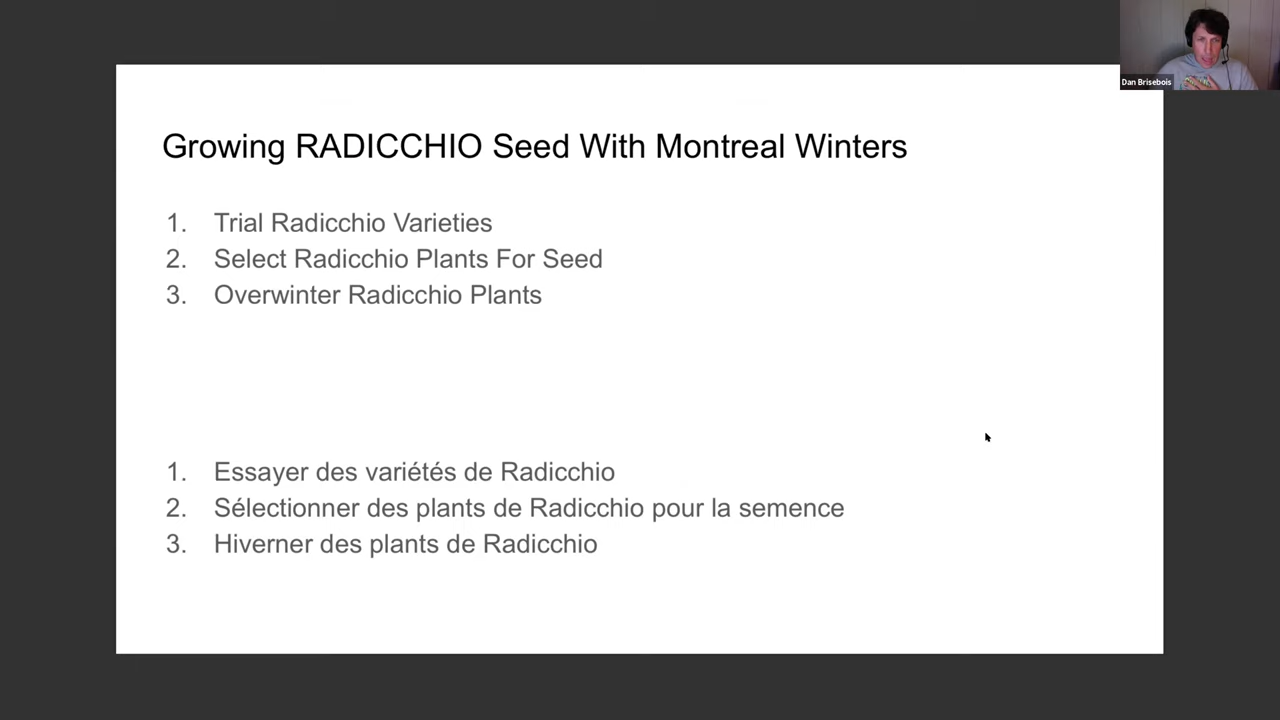 Dan Brisebois
Growing RADICCHIO Seed With Montreal Winters
1. Trial Radicchio Varieties
2. Select Radicchio Plants For Seed
3. Overwinter Radicchio Plants
1. Essayer des variétés de Radicchio
2. Sélectionner des plants de Radicchio pour la semence
3. Hiverner des plants de Radicchio